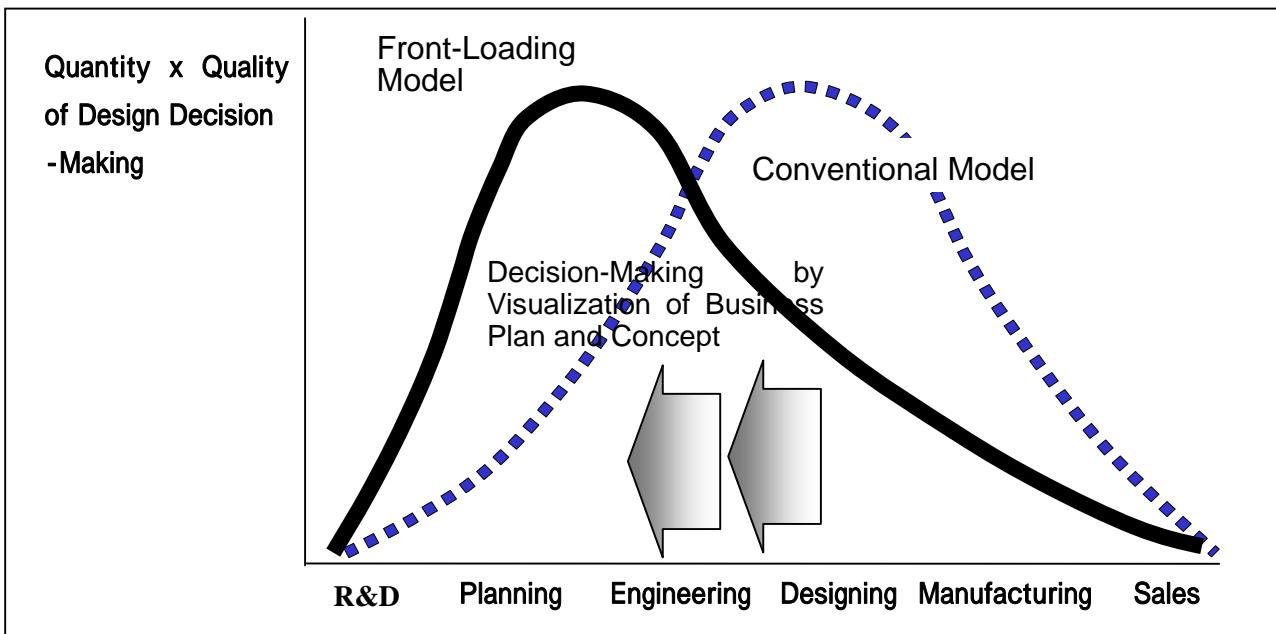 Quantity x Quality
of Design Decision
-Making
Front-Loading
Model
Conventional Model
Decision-Making by
Visualization of Business
Plan and Concept
R&D Planning Engineering Designing Manufacturing Sales